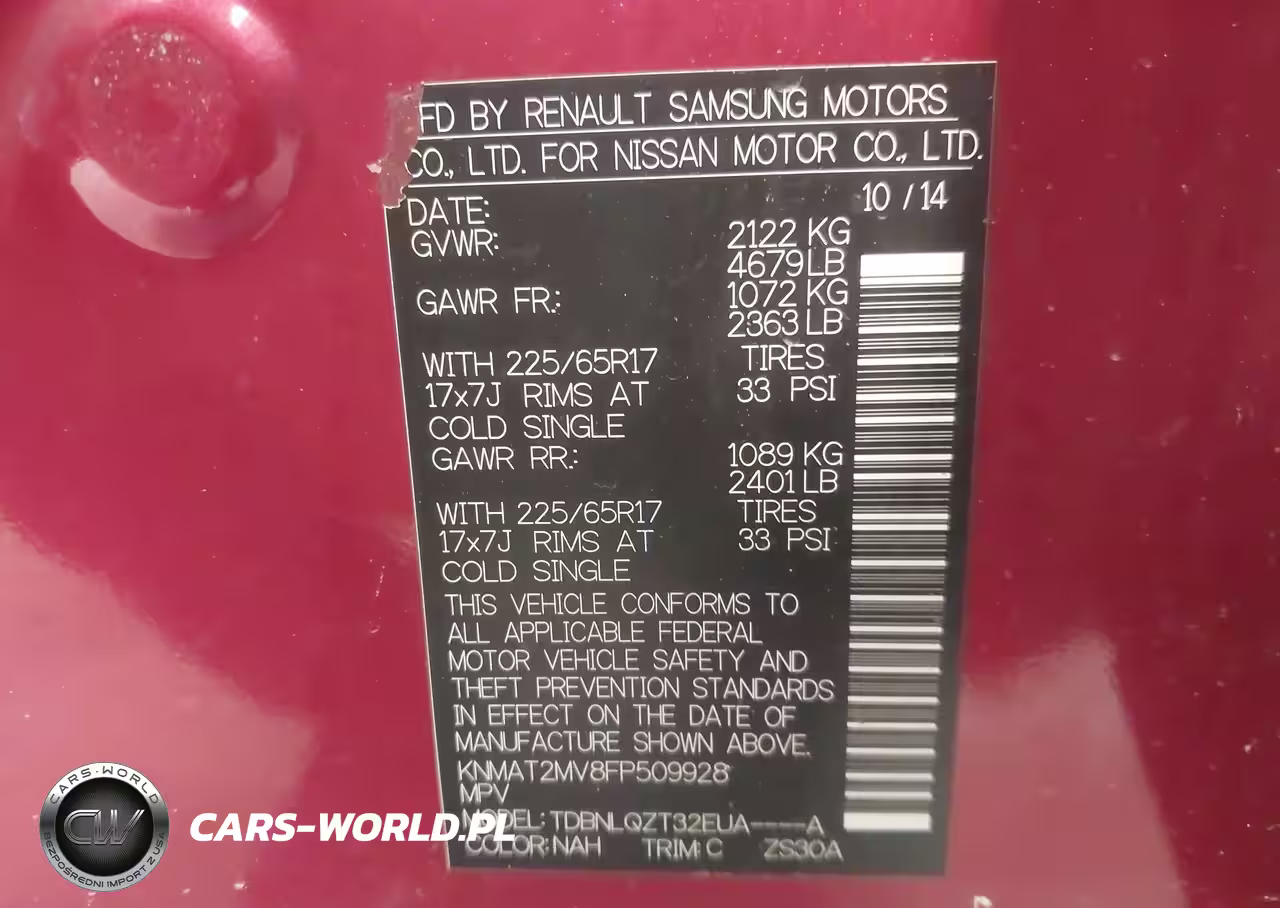 FD BY RENAULT SAMSUNG MOTORS
CO., LTD. FOR NISSAN MOTOR CO., LTD.
DATE: 10 / 14
GVWR: 2122 KG
4679 LB
GAWR FR.: 1072 KG
2363 LB
WITH 225/65R17 TIRES
17x7J RIMS AT 33 PSI
COLD SINGLE
GAWR RR.: 1089 KG
2401 LB
WITH 225/65R17 TIRES
17x7J RIMS AT 33 PSI
COLD SINGLE
THIS VEHICLE CONFORMS TO
ALL APPLICABLE FEDERAL
MOTOR VEHICLE SAFETY AND
THEFT PREVENTION STANDARDS
IN EFFECT ON THE DATE OF
MANUFACTURE SHOWN ABOVE.
KNMAT2MV8FP509928
MPV
MODEL: TDBNLQZT32EUA----A
COLOR: NAH TRIM: C ZS30A
CARS-WORLD
CW
BEZPOŚREDNI IMPORT Z USA
CARS-WORLD.PL